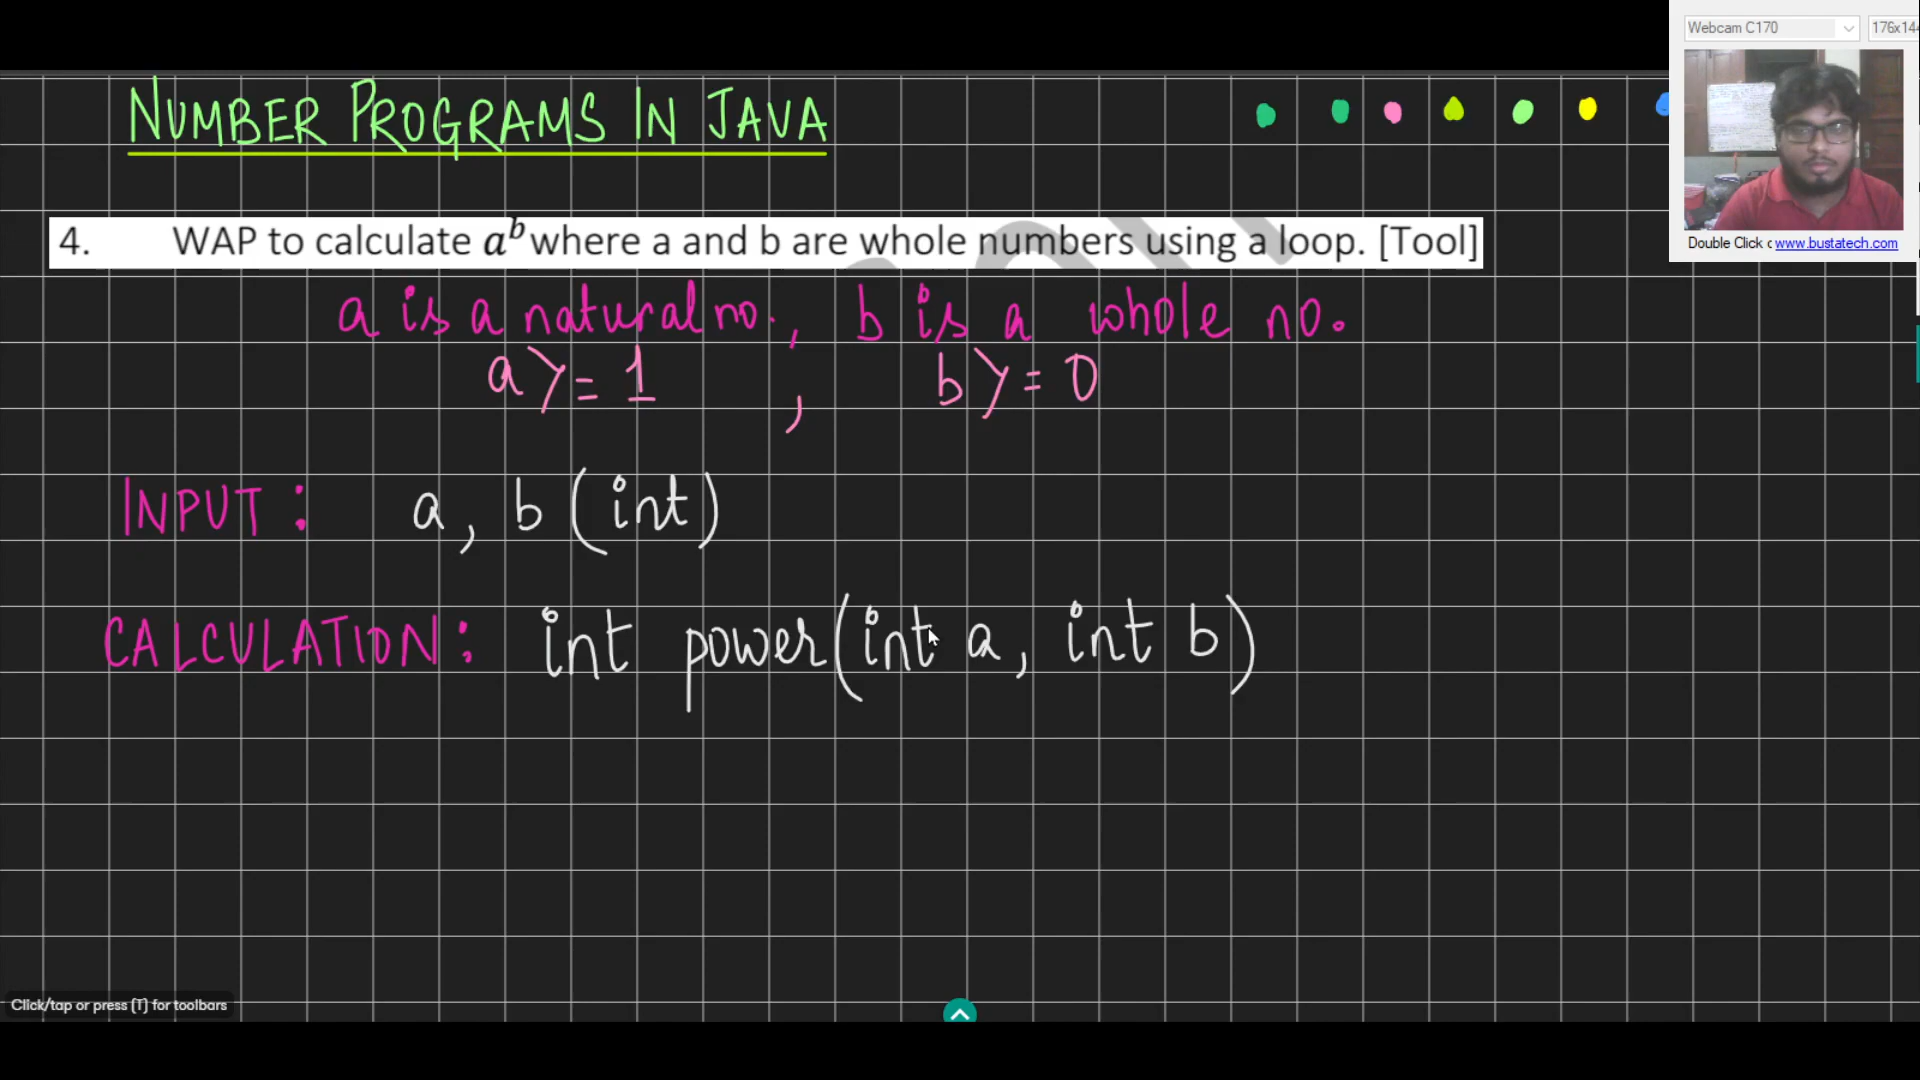 Webcam C170
176x144
NUMBER PROGRAMS IN JAVA
4. WAP to calculate aᵇ where a and b are whole numbers using a loop. [Tool]
Double Click www.bustatech.com
a is a natural no., b is a whole no.
a >= 1 , b >= 0
INPUT: a, b (int)
CALCULATION: int power(int a, int b)
Click/tap or press (T) for toolbars